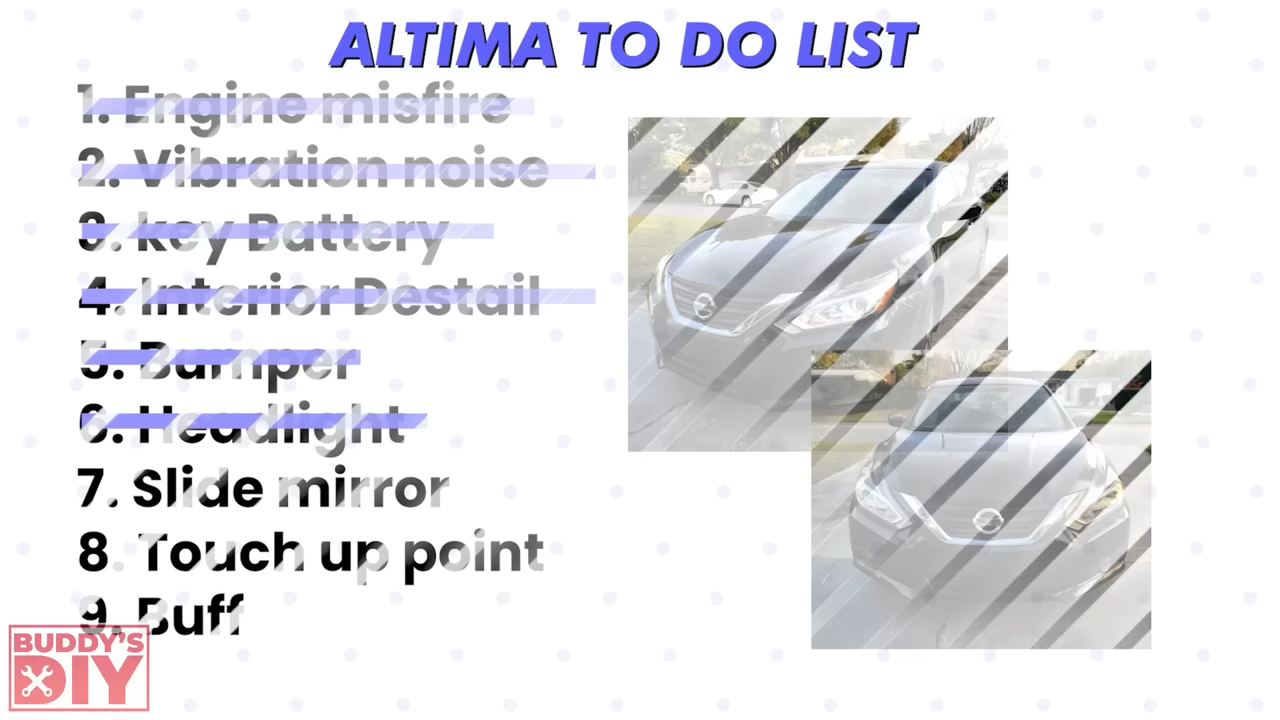 ALTIMA TO DO LIST
1. Engine misfire
2. Vibration noise
3. key Battery
4. Interior Destail
5. Bumper
6. Headlight
7. Slide mirror
8. Touch up point
9. Buff
BUDDY'S
DIY